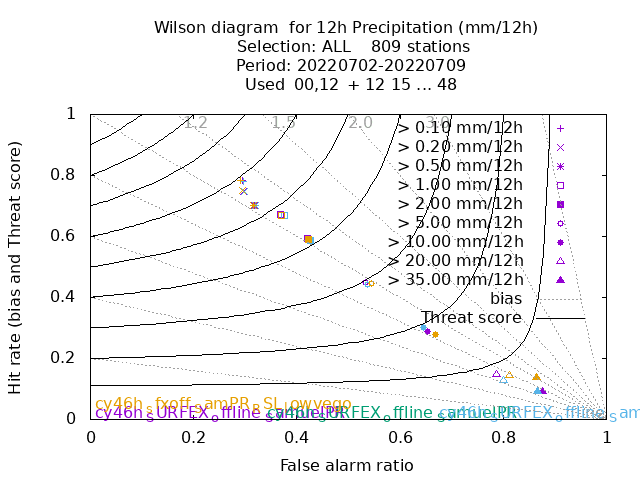 Wilson diagram for 12h Precipitation (mm/12h)
Selection: ALL 809 stations
Period: 20220702-20220709
Used 00,12 + 12 15 ... 48
Hit rate (bias and Threat score)
1
0.8
0.6
0.4
0.2
0
1.2 1.5 2.0 3.0
> 0.10 mm/12h
> 0.20 mm/12h
> 0.50 mm/12h
> 1.00 mm/12h
> 2.00 mm/12h
> 5.00 mm/12h
> 10.00 mm/12h
> 20.00 mm/12h
> 35.00 mm/12h
bias
Threat score
0 0.2 0.4 0.6 0.8 1
False alarm ratio